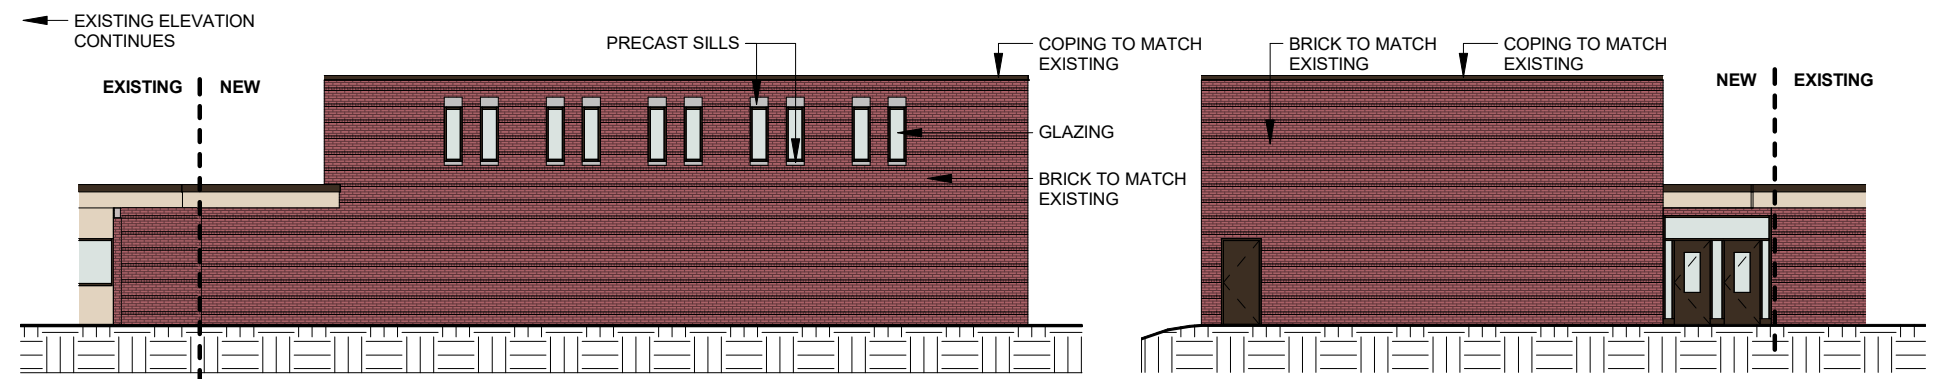 EXISTING ELEVATION
CONTINUES
EXISTING
NEW
PRECAST SILLS
COPING TO MATCH
EXISTING
GLAZING
BRICK TO MATCH
EXISTING
BRICK TO MATCH
EXISTING
COPING TO MATCH
EXISTING
NEW
EXISTING